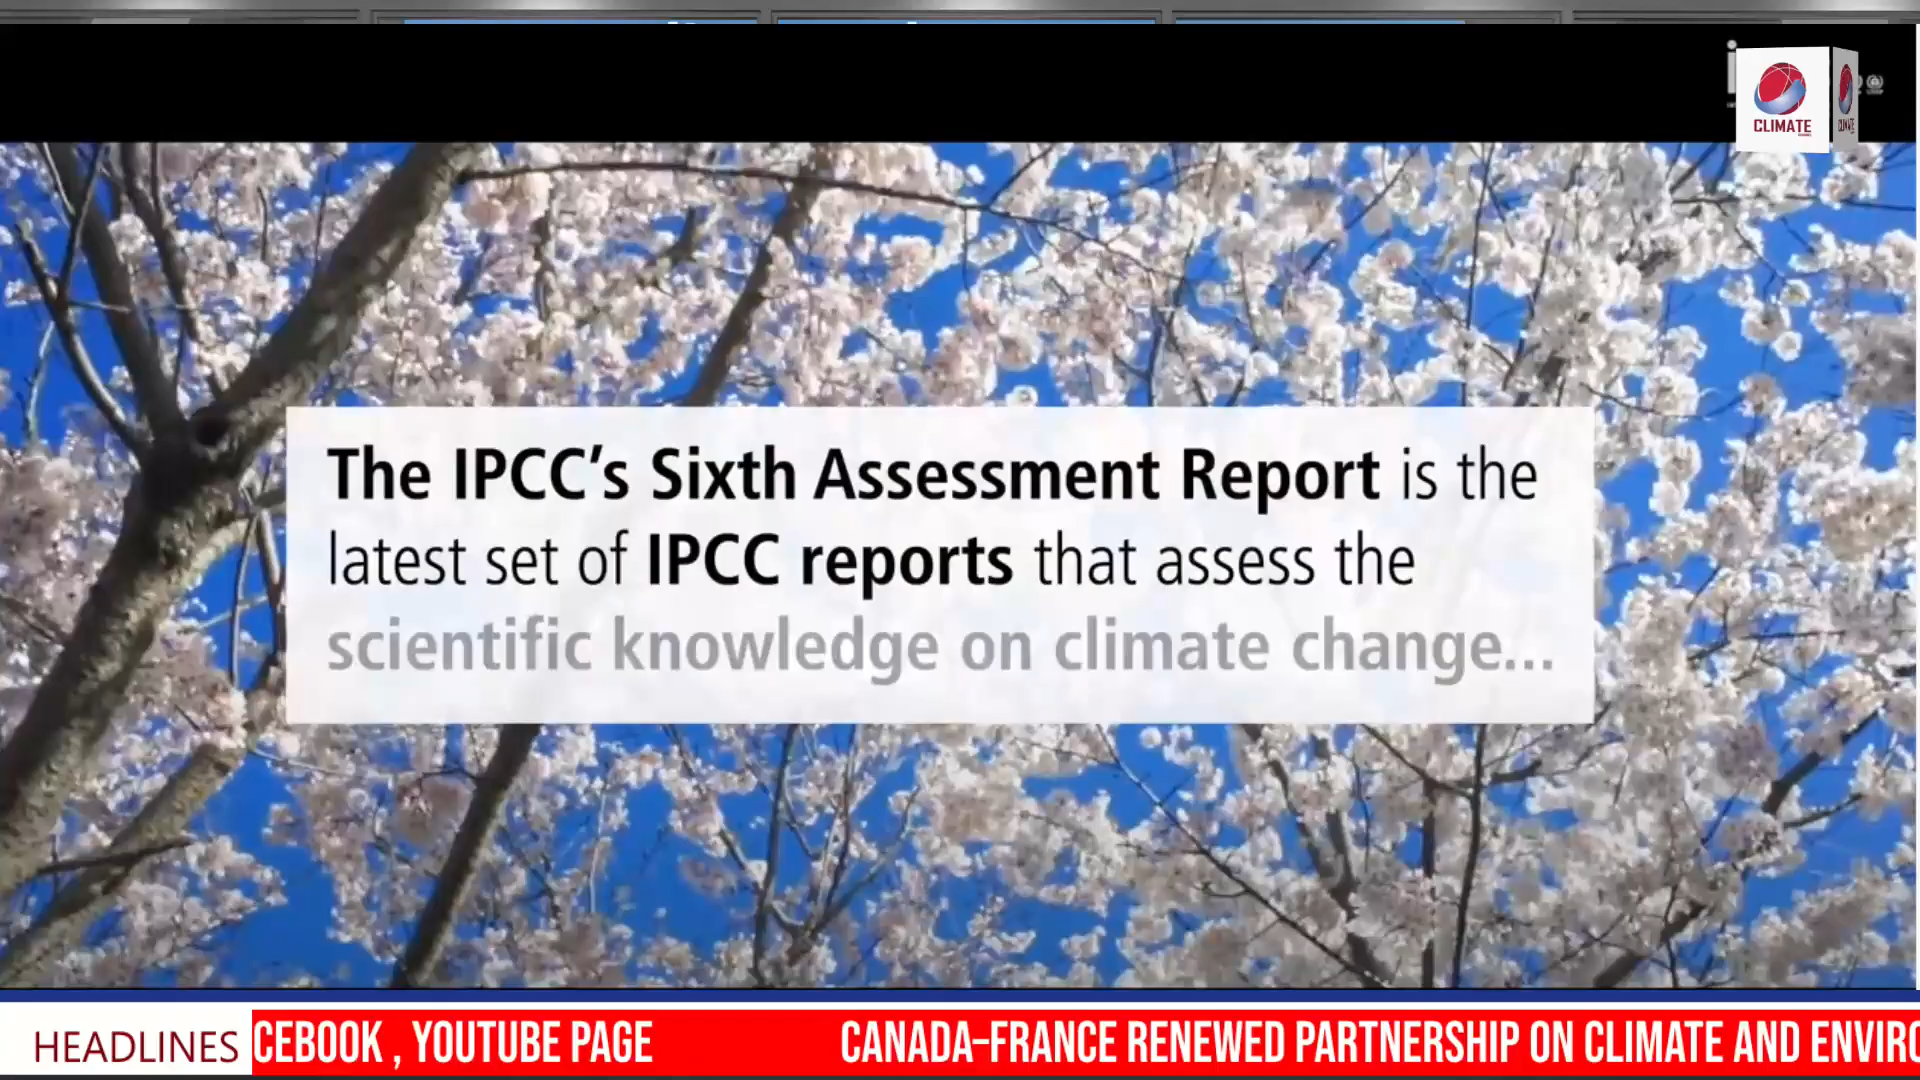 CLIMATE
The IPCC's Sixth Assessment Report is the
latest set of IPCC reports that assess the
scientific knowledge on climate change...
HEADLINES
CEBOOK , YOUTUBE PAGE
CANADA-FRANCE RENEWED PARTNERSHIP ON CLIMATE AND ENVIRO